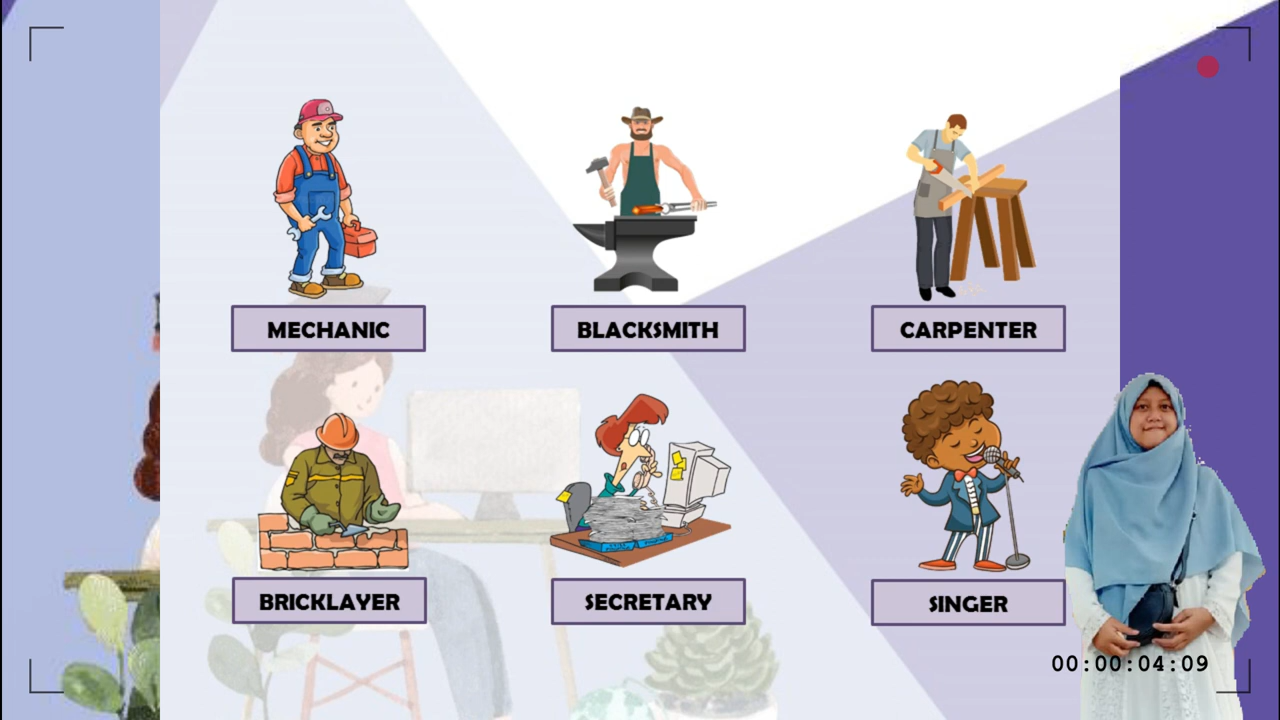 MECHANIC
BLACKSMITH
CARPENTER
BRICKLAYER
SECRETARY
SINGER
00:00:04:09